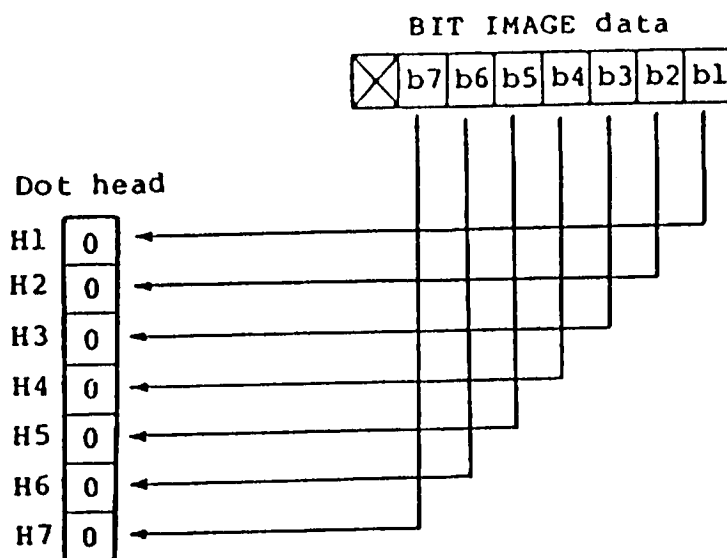 BIT IMAGE data
b7 b6 b5 b4 b3 b2 b1
Dot head
H1 0
H2 0
H3 0
H4 0
H5 0
H6 0
H7 0